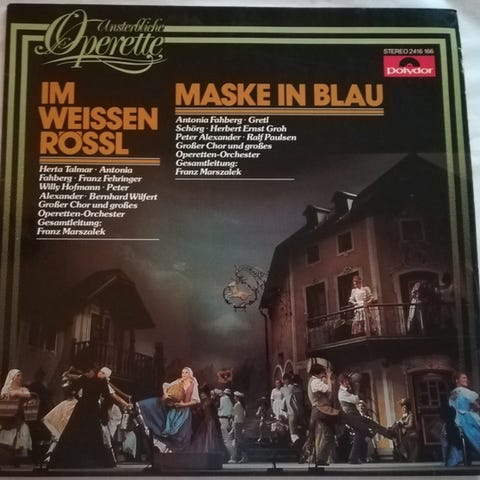 Unsterbliche
Operette
STEREO 2416 166
Polydor
IM
WEISSEN
RÖSSL
Herta Talmar · Antonia
Fahberg · Franz Fehringer
Willy Hofmann · Peter
Alexander · Bernhard Wilfert
Großer Chor und großes
Operetten-Orchester
Gesamtleitung:
Franz Marszalek
MASKE IN BLAU
Antonia Fahberg · Gretl
Schörg · Herbert Ernst Groh
Peter Alexander · Ralf Paulsen
Großer Chor und großes
Operetten-Orchester
Gesamtleitung:
Franz Marszalek